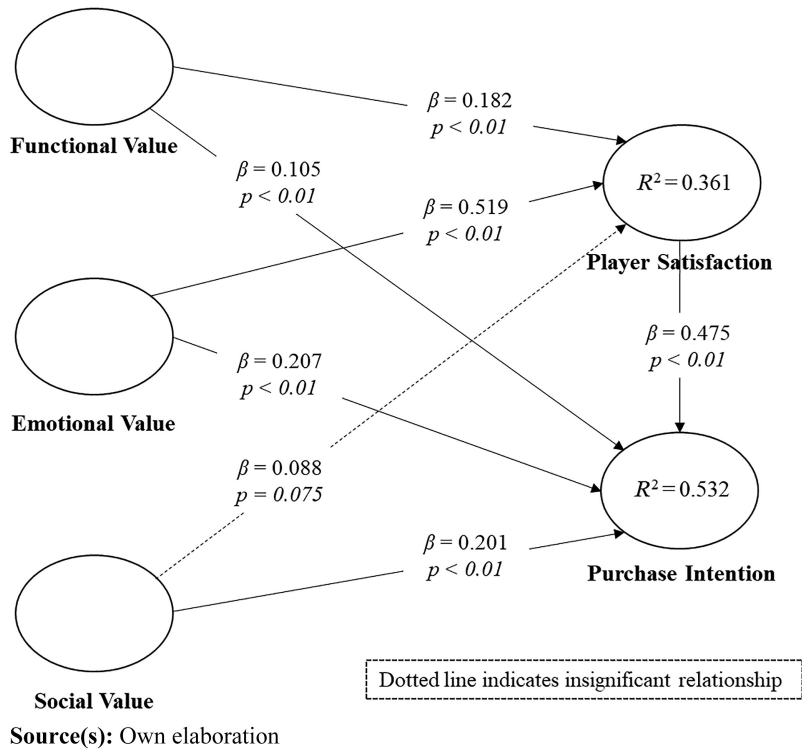 β = 0.182
p < 0.01
Functional Value
β = 0.105
p < 0.01
R² = 0.361
β = 0.519
p < 0.01
Player Satisfaction
β = 0.475
p < 0.01
β = 0.207
p < 0.01
Emotional Value
β = 0.088
p = 0.075
R² = 0.532
β = 0.201
p < 0.01
Purchase Intention
Dotted line indicates insignificant relationship
Social Value
Source(s): Own elaboration